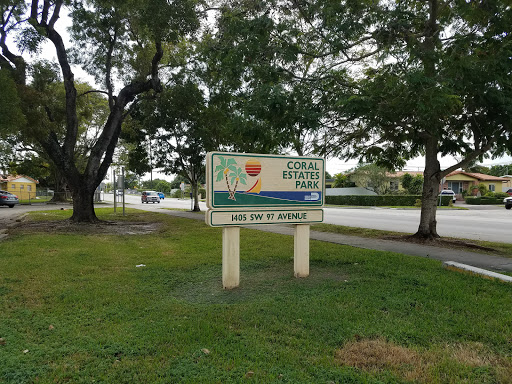 CORAL
ESTATES
PARK
1405 SW 97 AVENUE